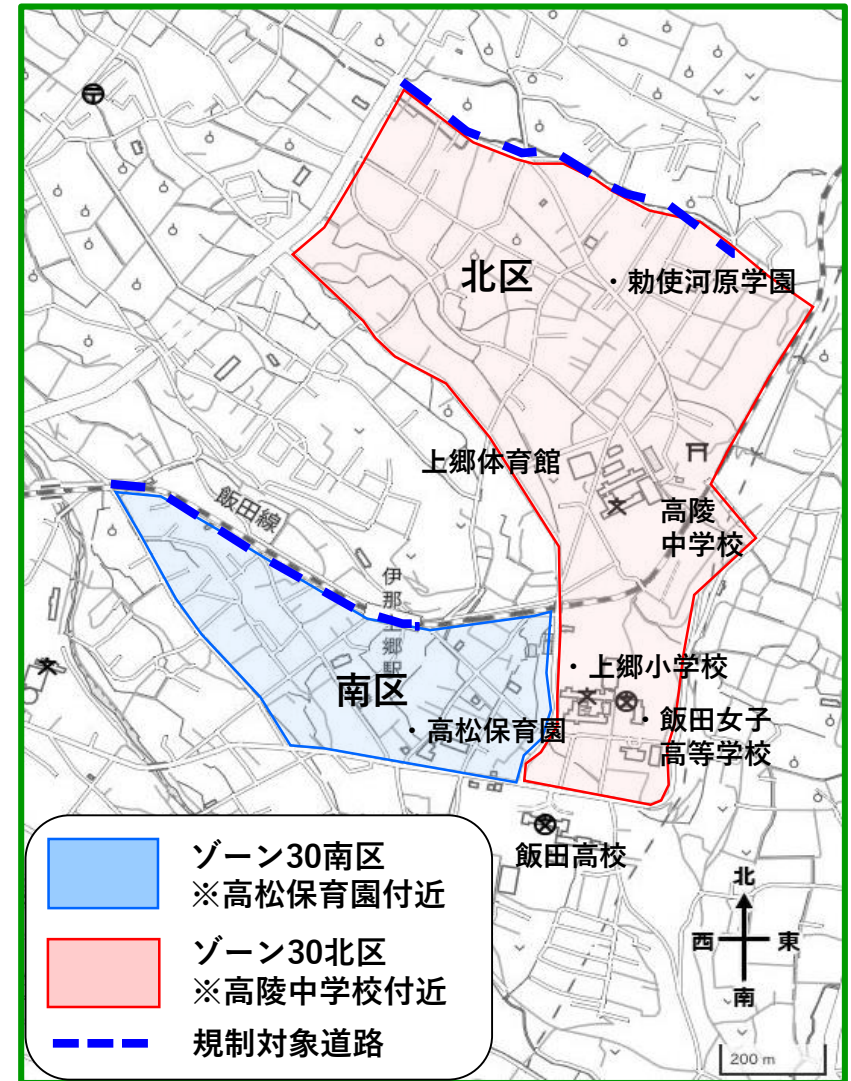 北区
・勅使河原学園
上郷体育館
高陵
中学校
飯田線
伊那上郷駅
・上郷小学校
南区
・高松保育園
・飯田女子
高等学校
飯田高校
ゾーン30南区
※高松保育園付近
ゾーン30北区
※高陵中学校付近
規制対象道路
北
西
東
南
200 m